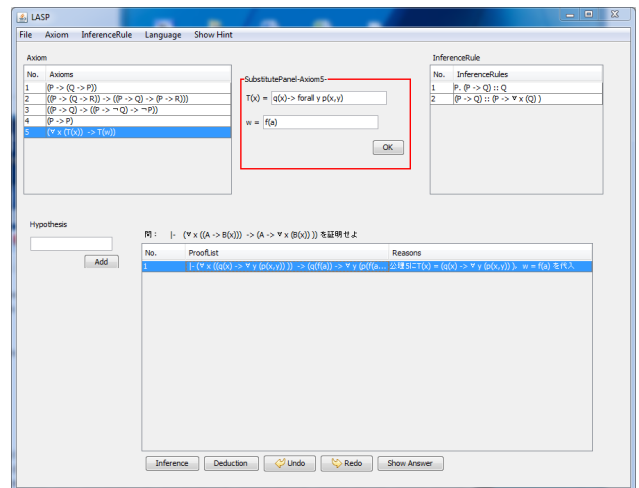 LASP
File Axiom InferenceRule Language Show Hint
Axiom
No. Axioms
1 (P -> (Q -> P))
2 ((P -> (Q -> R)) -> ((P -> Q) -> (P -> R)))
3 ((P -> Q) -> ((P -> ¬ Q) -> ¬ P))
4 (P -> P)
5 (∀ x (T(x)) -> T(w))
SubstitutePanel-Axiom5-
T(x) = q(x)-> forall y p(x,y)
w = f(a)
OK
InferenceRule
No. InferenceRules
1 P. (P -> Q) :: Q
2 (P -> Q) :: (P -> ∀ x (Q) )
Hypothesis
Add
問： |- (∀ x ((A -> B(x))) -> (A -> ∀ x (B(x)) )) を証明せよ
No. ProofList Reasons
1 |- (∀ x ((q(x) -> ∀ y (p(x,y)) )) -> (q(f(a)) -> ∀ y (p(f(a... 公理5にT(x) = (q(x) -> ∀ y (p(x,y)) )、w = f(a) を代入
Inference Deduction Undo Redo Show Answer